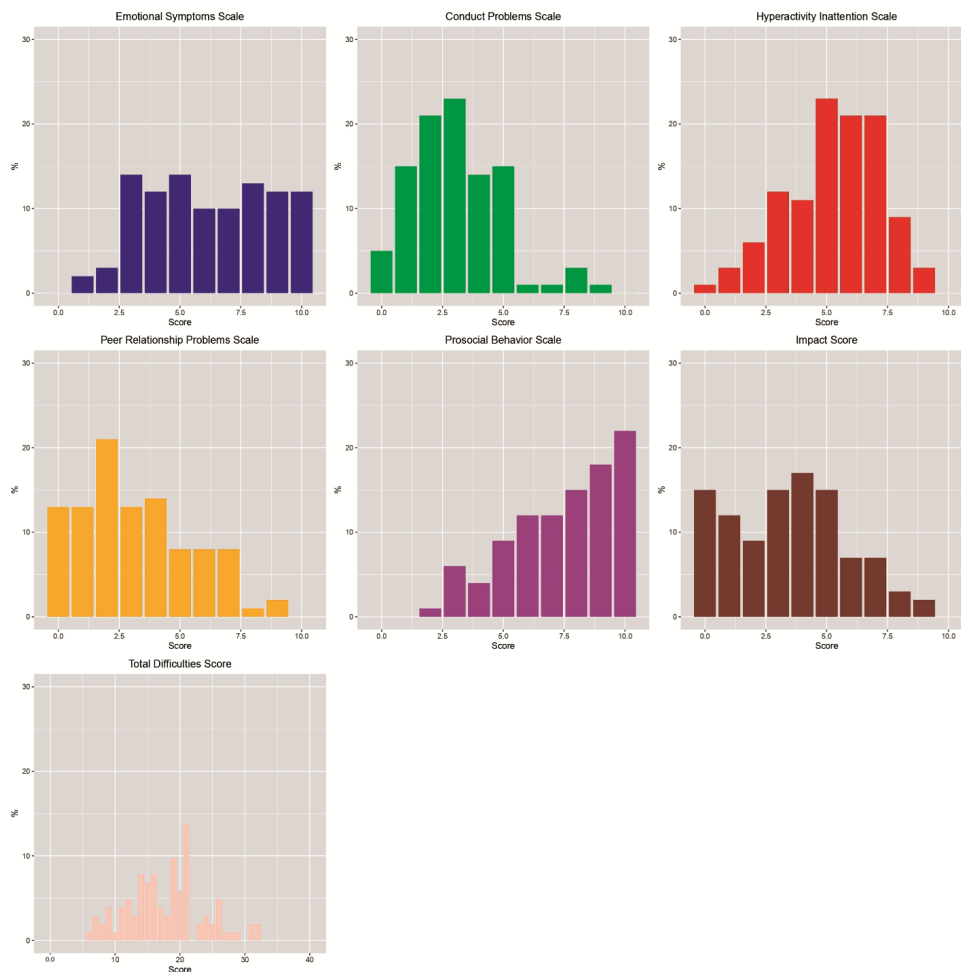 Emotional Symptoms Scale
30
20
10
0
%
0.0 2.5 5.0 7.5 10.0
Score
Conduct Problems Scale
30
20
10
0
%
0.0 2.5 5.0 7.5 10.0
Score
Hyperactivity Inattention Scale
30
20
10
0
%
0.0 2.5 5.0 7.5 10.0
Score
Peer Relationship Problems Scale
30
20
10
0
%
0.0 2.5 5.0 7.5 10.0
Score
Prosocial Behavior Scale
30
20
10
0
%
0.0 2.5 5.0 7.5 10.0
Score
Impact Score
30
20
10
0
%
0.0 2.5 5.0 7.5 10.0
Score
Total Difficulties Score
30
20
10
0
%
0.0 10 20 30 40
Score